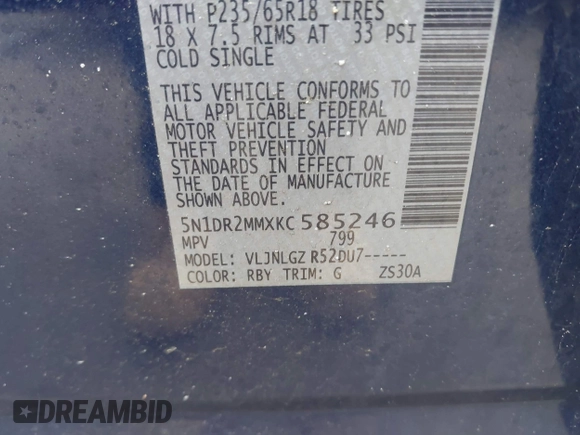 WITH P235/65R18 TIRES
18 X 7.5 RIMS AT 33 PSI
COLD SINGLE
THIS VEHICLE CONFORMS TO
ALL APPLICABLE FEDERAL
MOTOR VEHICLE SAFETY AND
THEFT PREVENTION
STANDARDS IN EFFECT ON
THE DATE OF MANUFACTURE
SHOWN ABOVE.
5N1DR2MMXKC 585246
MPV 799
MODEL: VLJNLGZ R52DU7-----
COLOR: RBY TRIM: G ZS30A
DREAMBID